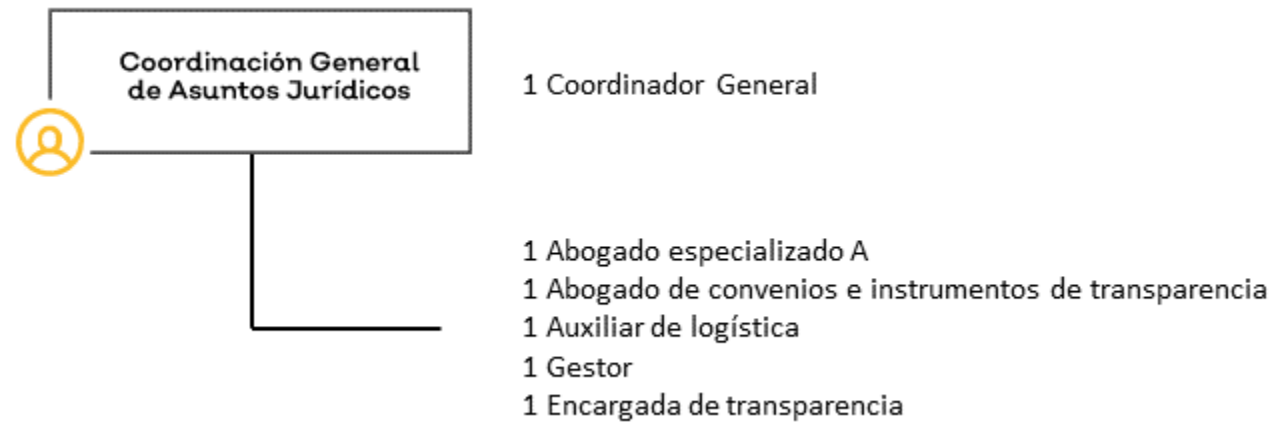 Coordinación General
de Asuntos Jurídicos
1 Coordinador General
1 Abogado especializado A
1 Abogado de convenios e instrumentos de transparencia
1 Auxiliar de logística
1 Gestor
1 Encargada de transparencia